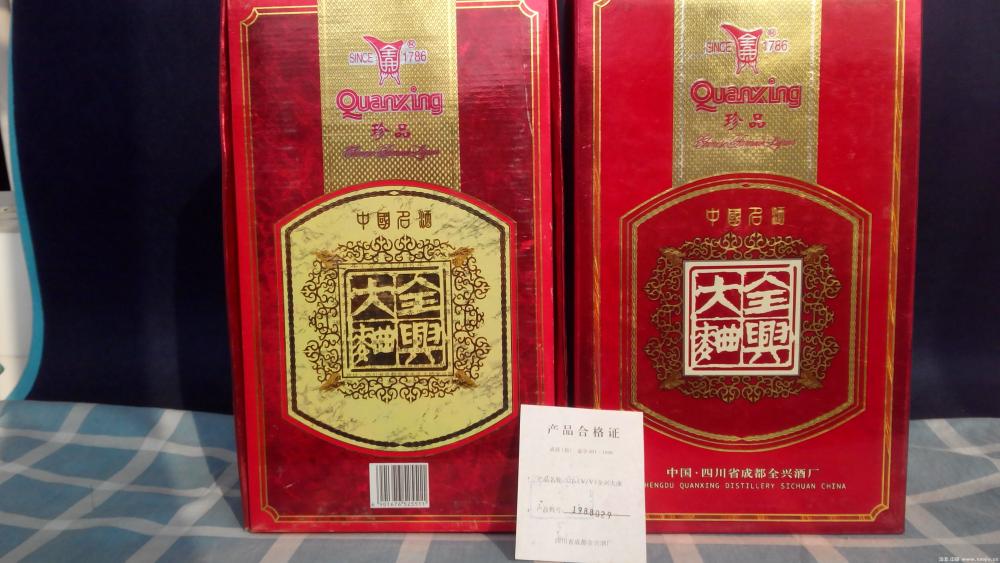 SINCE 1786
Quanxing
珍品
中國名酒
全興
大麯
SINCE 1786
Quanxing
珍品
中國名酒
全興
大麯
中国·四川省成都全兴酒厂
HENGDU QUANXING DISTILLERY SICHUAN CHINA
产品合格证
1988029
四川省成都全兴酒厂